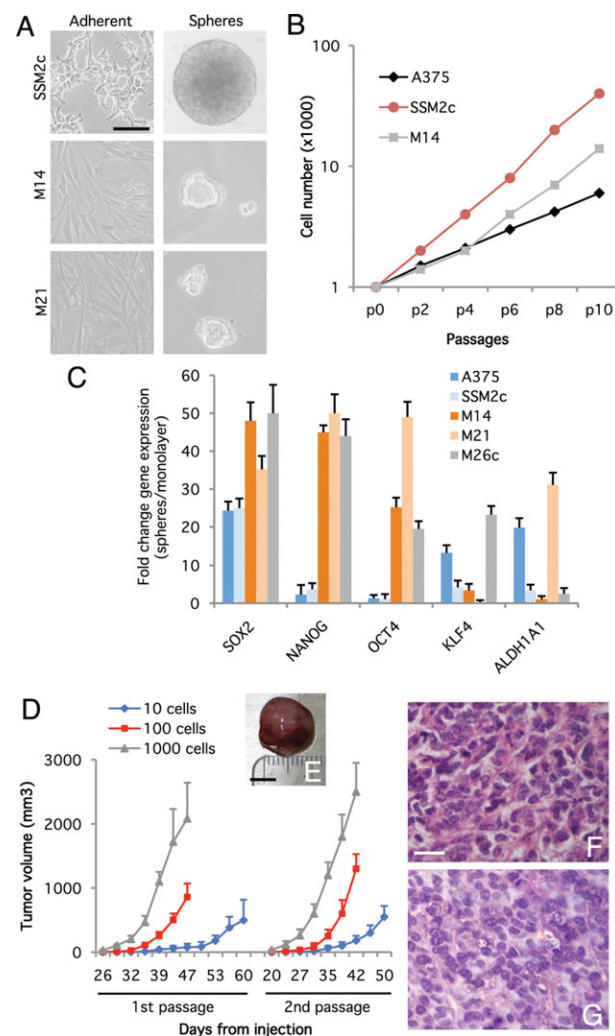 A
Adherent
Spheres
SSM2c
M14
M21
B
Cell number (x1000)
100
10
1
A375
SSM2c
M14
p0 p2 p4 p6 p8 p10
Passages
C
Fold change gene expression
(spheres/monolayer)
60
50
40
30
20
10
0
A375
SSM2c
M14
M21
M26c
SOX2 NANOG OCT4 KLF4 ALDH1A1
D
10 cells
100 cells
1000 cells
Tumor volume (mm3)
3000
2000
1000
0
26 32 39 47 53 60 20 27 35 42 50
1st passage 2nd passage
Days from injection
E
F
G